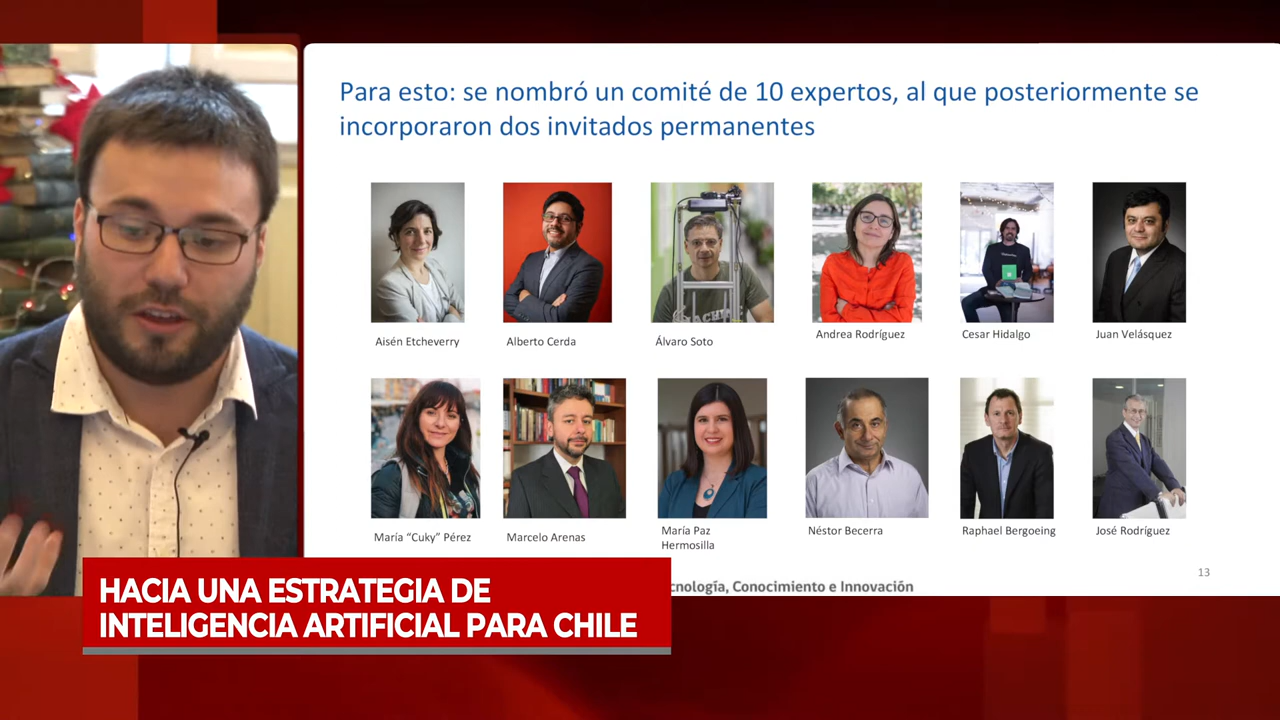 Para esto: se nombró un comité de 10 expertos, al que posteriormente se
incorporaron dos invitados permanentes
Aisén Etcheverry
Alberto Cerda
Álvaro Soto
Andrea Rodríguez
Cesar Hidalgo
Juan Velásquez
María “Cuky” Pérez
Marcelo Arenas
María Paz
Hermosilla
Néstor Becerra
Raphael Bergoeing
José Rodríguez
13
Conocimiento e Innovación
HACIA UNA ESTRATEGIA DE
INTELIGENCIA ARTIFICIAL PARA CHILE